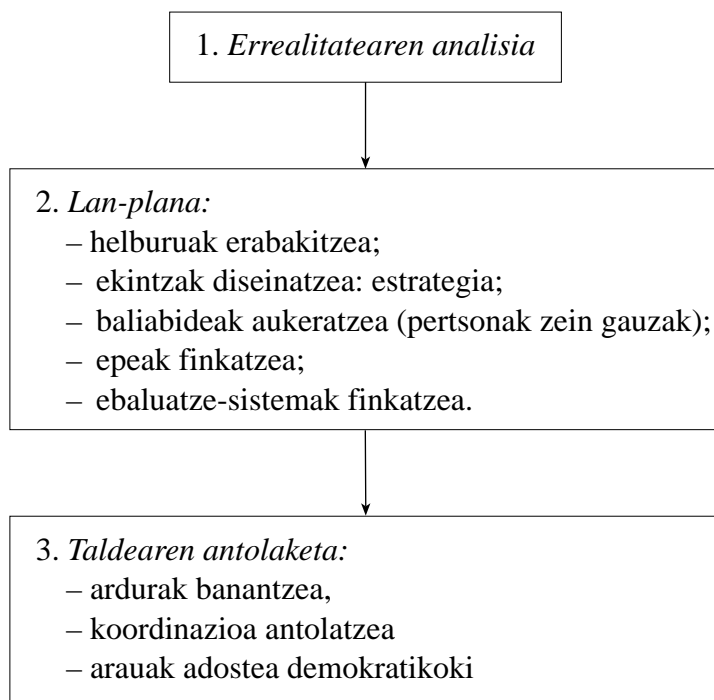 1. Errealitatearen analisia
2. Lan-plana:
– helburuak erabakitzea;
– ekintzak diseinatzea: estrategia;
– baliabideak aukeratzea (pertsonak zein gauzak);
– epeak finkatzea;
– ebaluatze-sistemak finkatzea.
3. Taldearen antolaketa:
– ardurak banantzea,
– koordinazioa antolatzea
– arauak adostea demokratikoki